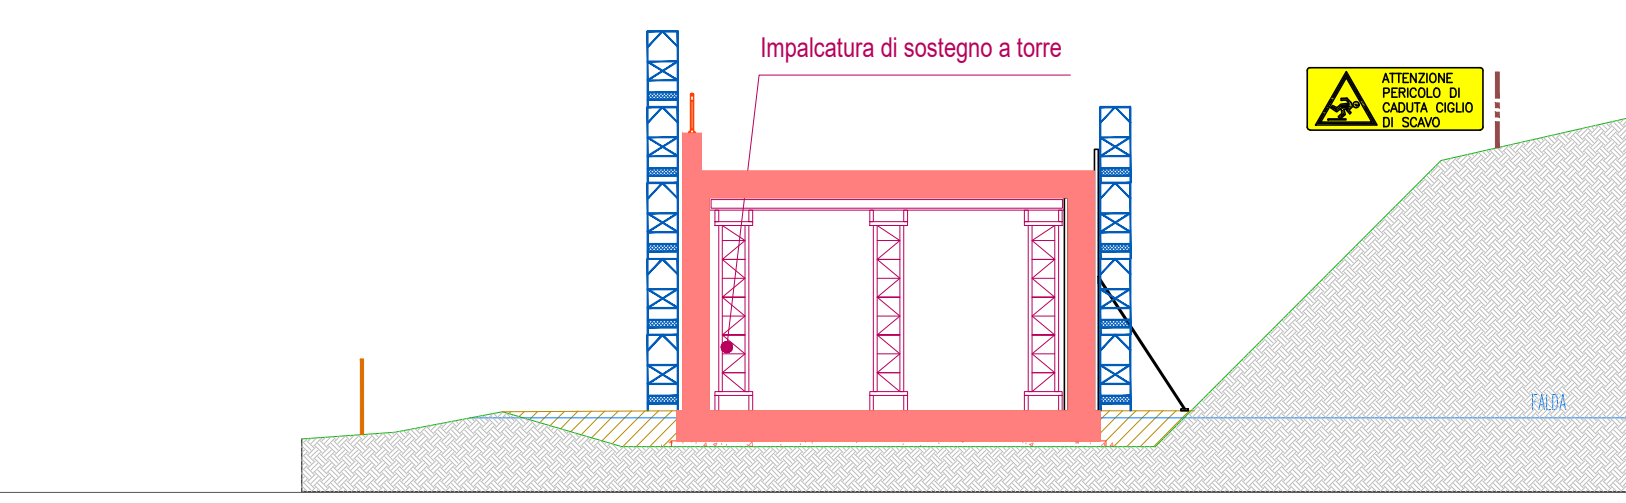 Impalcatura di sostegno a torre
ATTENZIONE
PERICOLO DI
CADUTA CIGLIO
DI SCAVO
FALDA